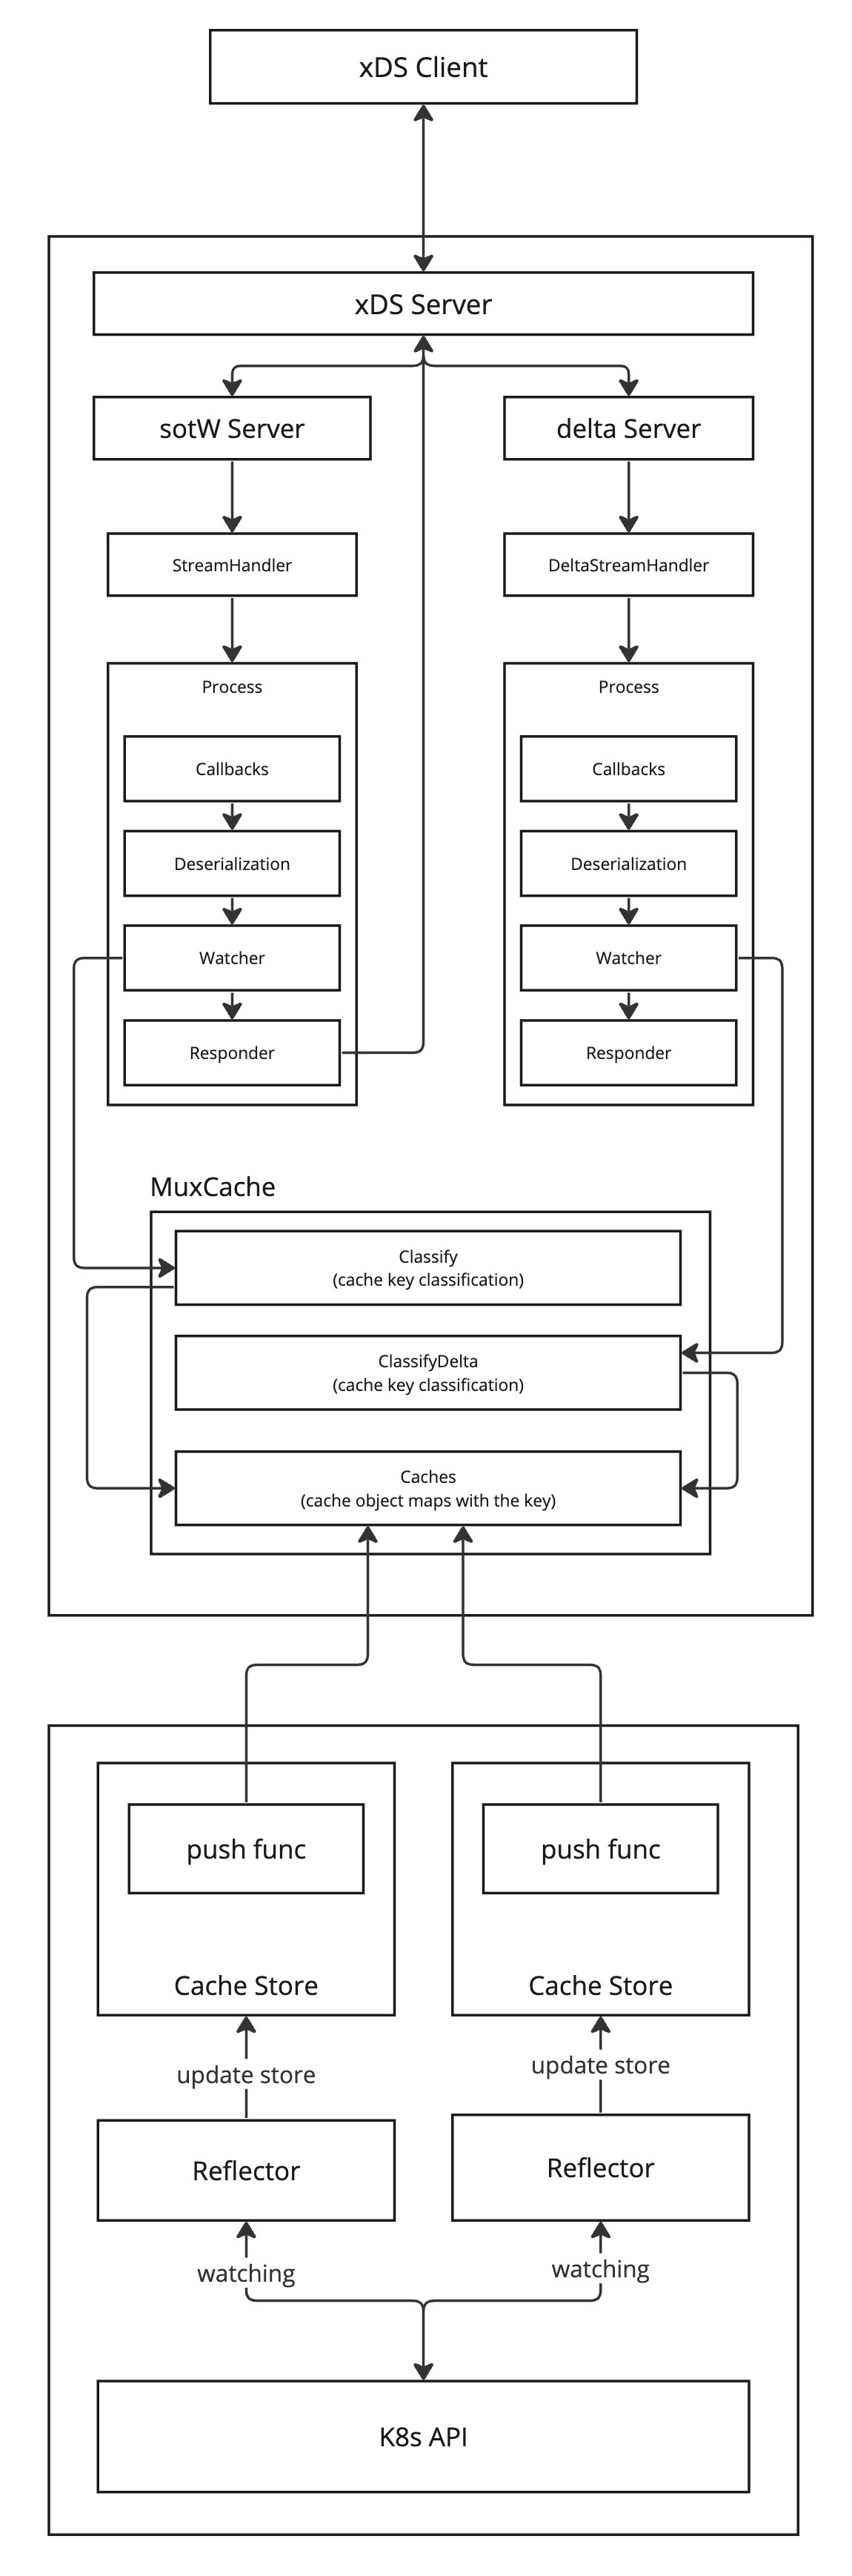 xDS Client
xDS Server
sotW Server
delta Server
StreamHandler
DeltaStreamHandler
Process
Callbacks
Deserialization
Watcher
Responder
Process
Callbacks
Deserialization
Watcher
Responder
MuxCache
Classify
(cache key classification)
ClassifyDelta
(cache key classification)
Caches
(cache object maps with the key)
push func
Cache Store
push func
Cache Store
update store
update store
Reflector
Reflector
watching
watching
K8s API